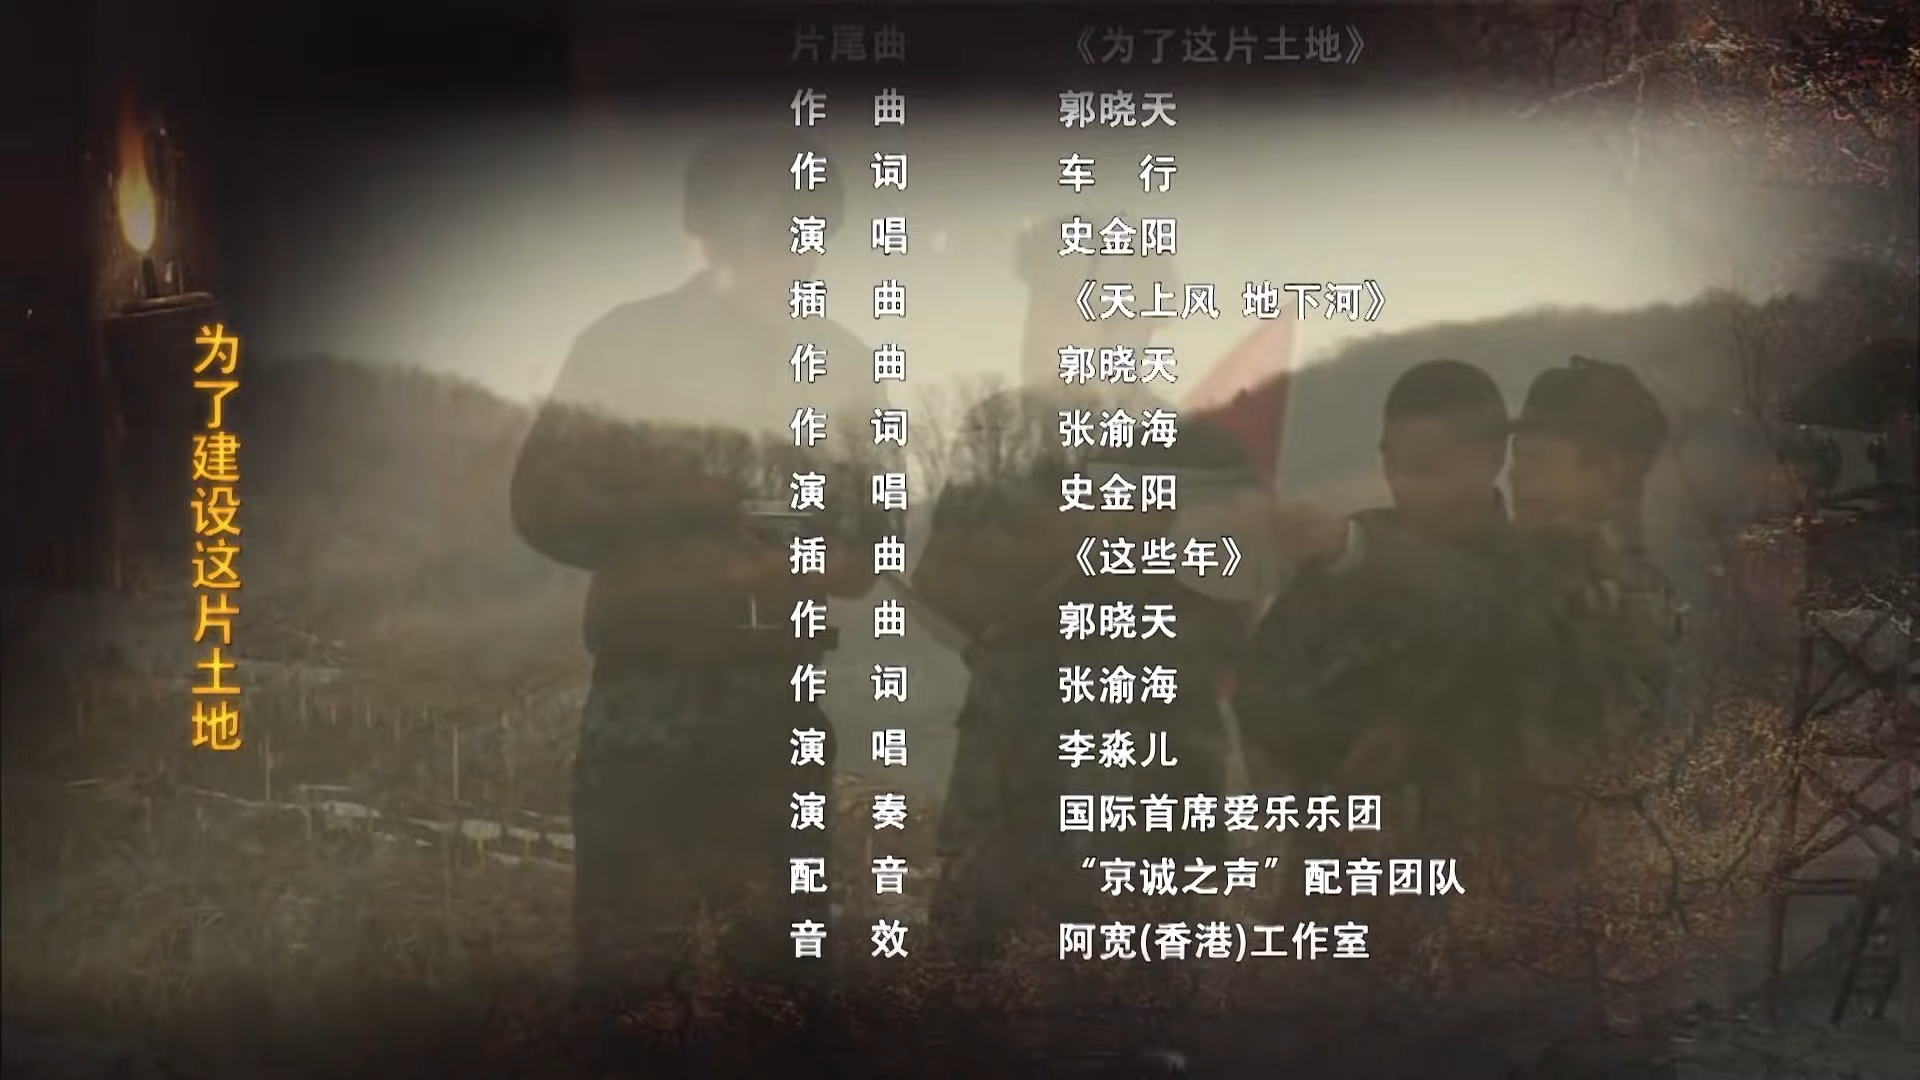 片尾曲 《为了这片土地》
作 曲 郭晓天
作 词 车 行
演 唱 史金阳
插 曲 《天上风 地下河》
作 曲 郭晓天
作 词 张渝海
演 唱 史金阳
插 曲 《这些年》
作 曲 郭晓天
作 词 张渝海
演 唱 李淼儿
演 奏 国际首席爱乐乐团
配 音 “京诚之声”配音团队
音 效 阿宽(香港)工作室
为了建设这片土地